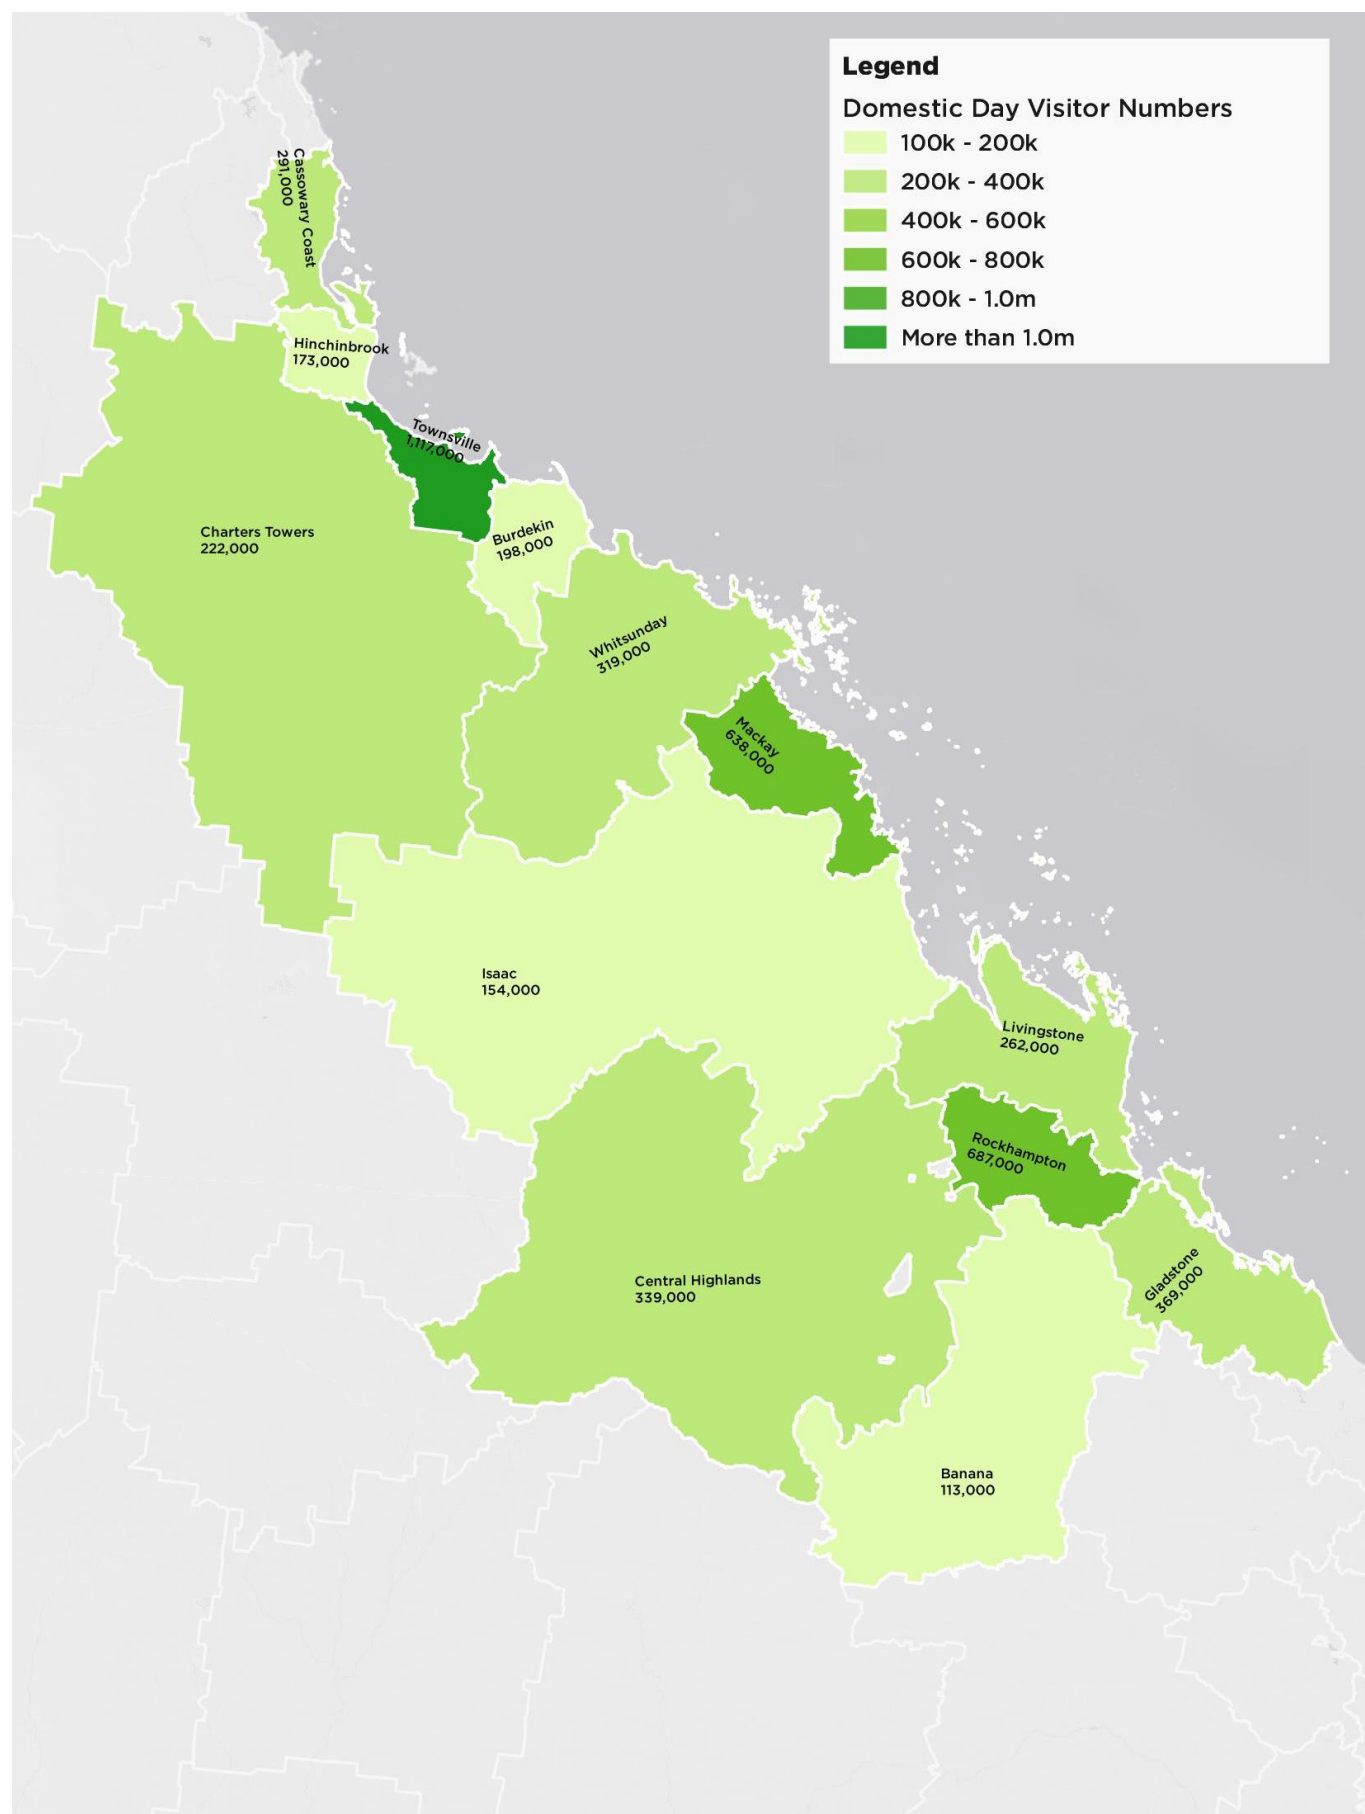 Legend
Domestic Day Visitor Numbers
100k - 200k
200k - 400k
400k - 600k
600k - 800k
800k - 1.0m
More than 1.0m
Cassowary Coast
291,000
Hinchinbrook
173,000
Townsville
1,117,000
Charters Towers
222,000
Burdekin
198,000
Whitsunday
319,000
Mackay
638,000
Isaac
154,000
Livingstone
262,000
Rockhampton
687,000
Central Highlands
339,000
Gladstone
369,000
Banana
113,000